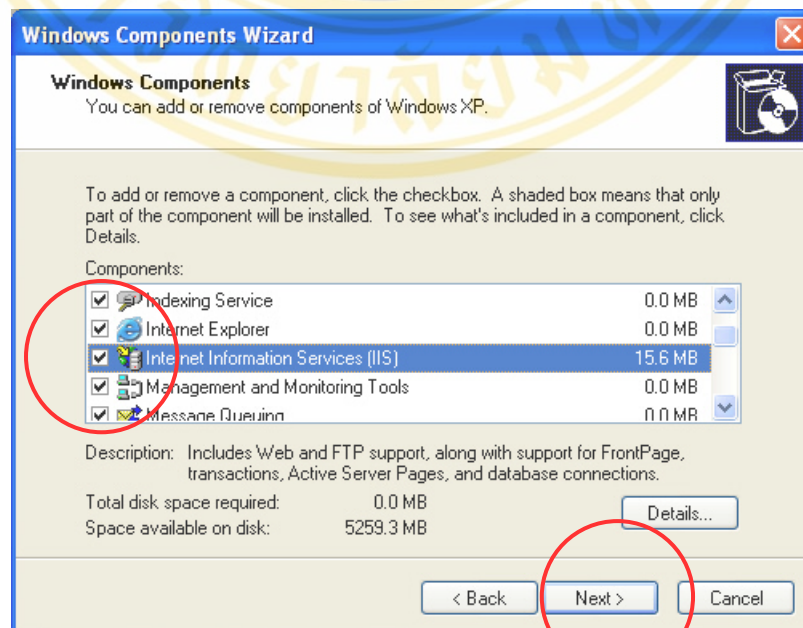 Windows Components Wizard
Windows Components
You can add or remove components of Windows XP.
To add or remove a component, click the checkbox. A shaded box means that only
part of the component will be installed. To see what's included in a component, click
Details.
Components:
Indexing Service 0.0 MB
Internet Explorer 0.0 MB
Internet Information Services (IIS) 15.6 MB
Management and Monitoring Tools 0.0 MB
Message Queuing 0.0 MB
Description: Includes Web and FTP support, along with support for FrontPage,
transactions, Active Server Pages, and database connections.
Total disk space required: 0.0 MB
Space available on disk: 5259.3 MB
Details...
< Back Next > Cancel